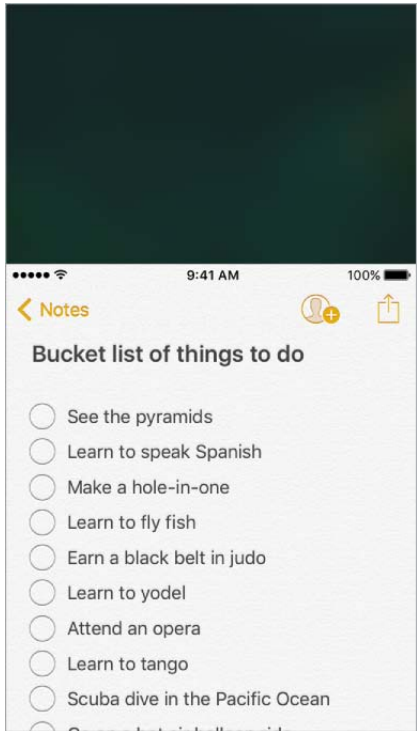 9:41 AM 100%
Notes
Bucket list of things to do
See the pyramids
Learn to speak Spanish
Make a hole-in-one
Learn to fly fish
Earn a black belt in judo
Learn to yodel
Attend an opera
Learn to tango
Scuba dive in the Pacific Ocean